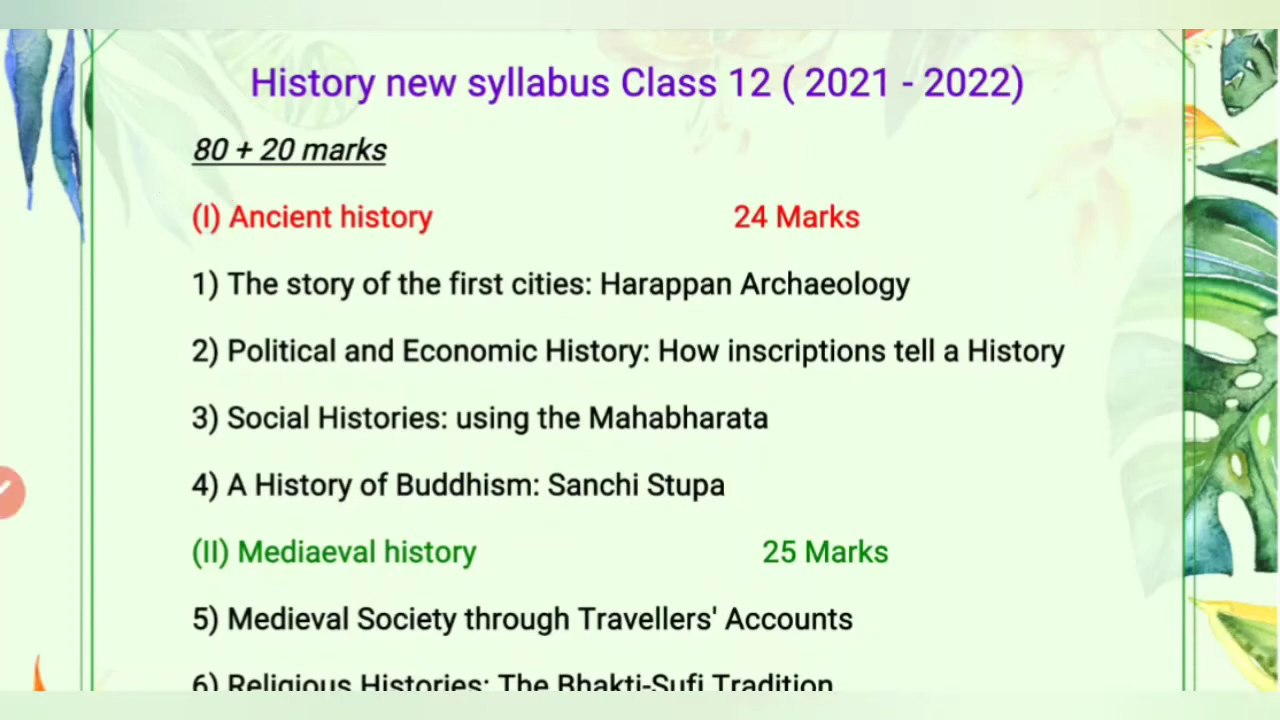 History new syllabus Class 12 ( 2021 - 2022)
80 + 20 marks
(I) Ancient history 24 Marks
1) The story of the first cities: Harappan Archaeology
2) Political and Economic History: How inscriptions tell a History
3) Social Histories: using the Mahabharata
4) A History of Buddhism: Sanchi Stupa
(II) Mediaeval history 25 Marks
5) Medieval Society through Travellers' Accounts
6) Religious Histories: The Bhakti-Sufi Tradition